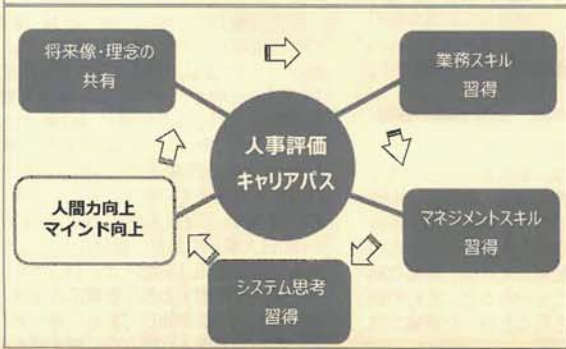 将来像・理念の
共有
業務スキル
習得
人事評価
キャリアパス
人間力向上
マインド向上
マネジメントスキル
習得
システム思考
習得